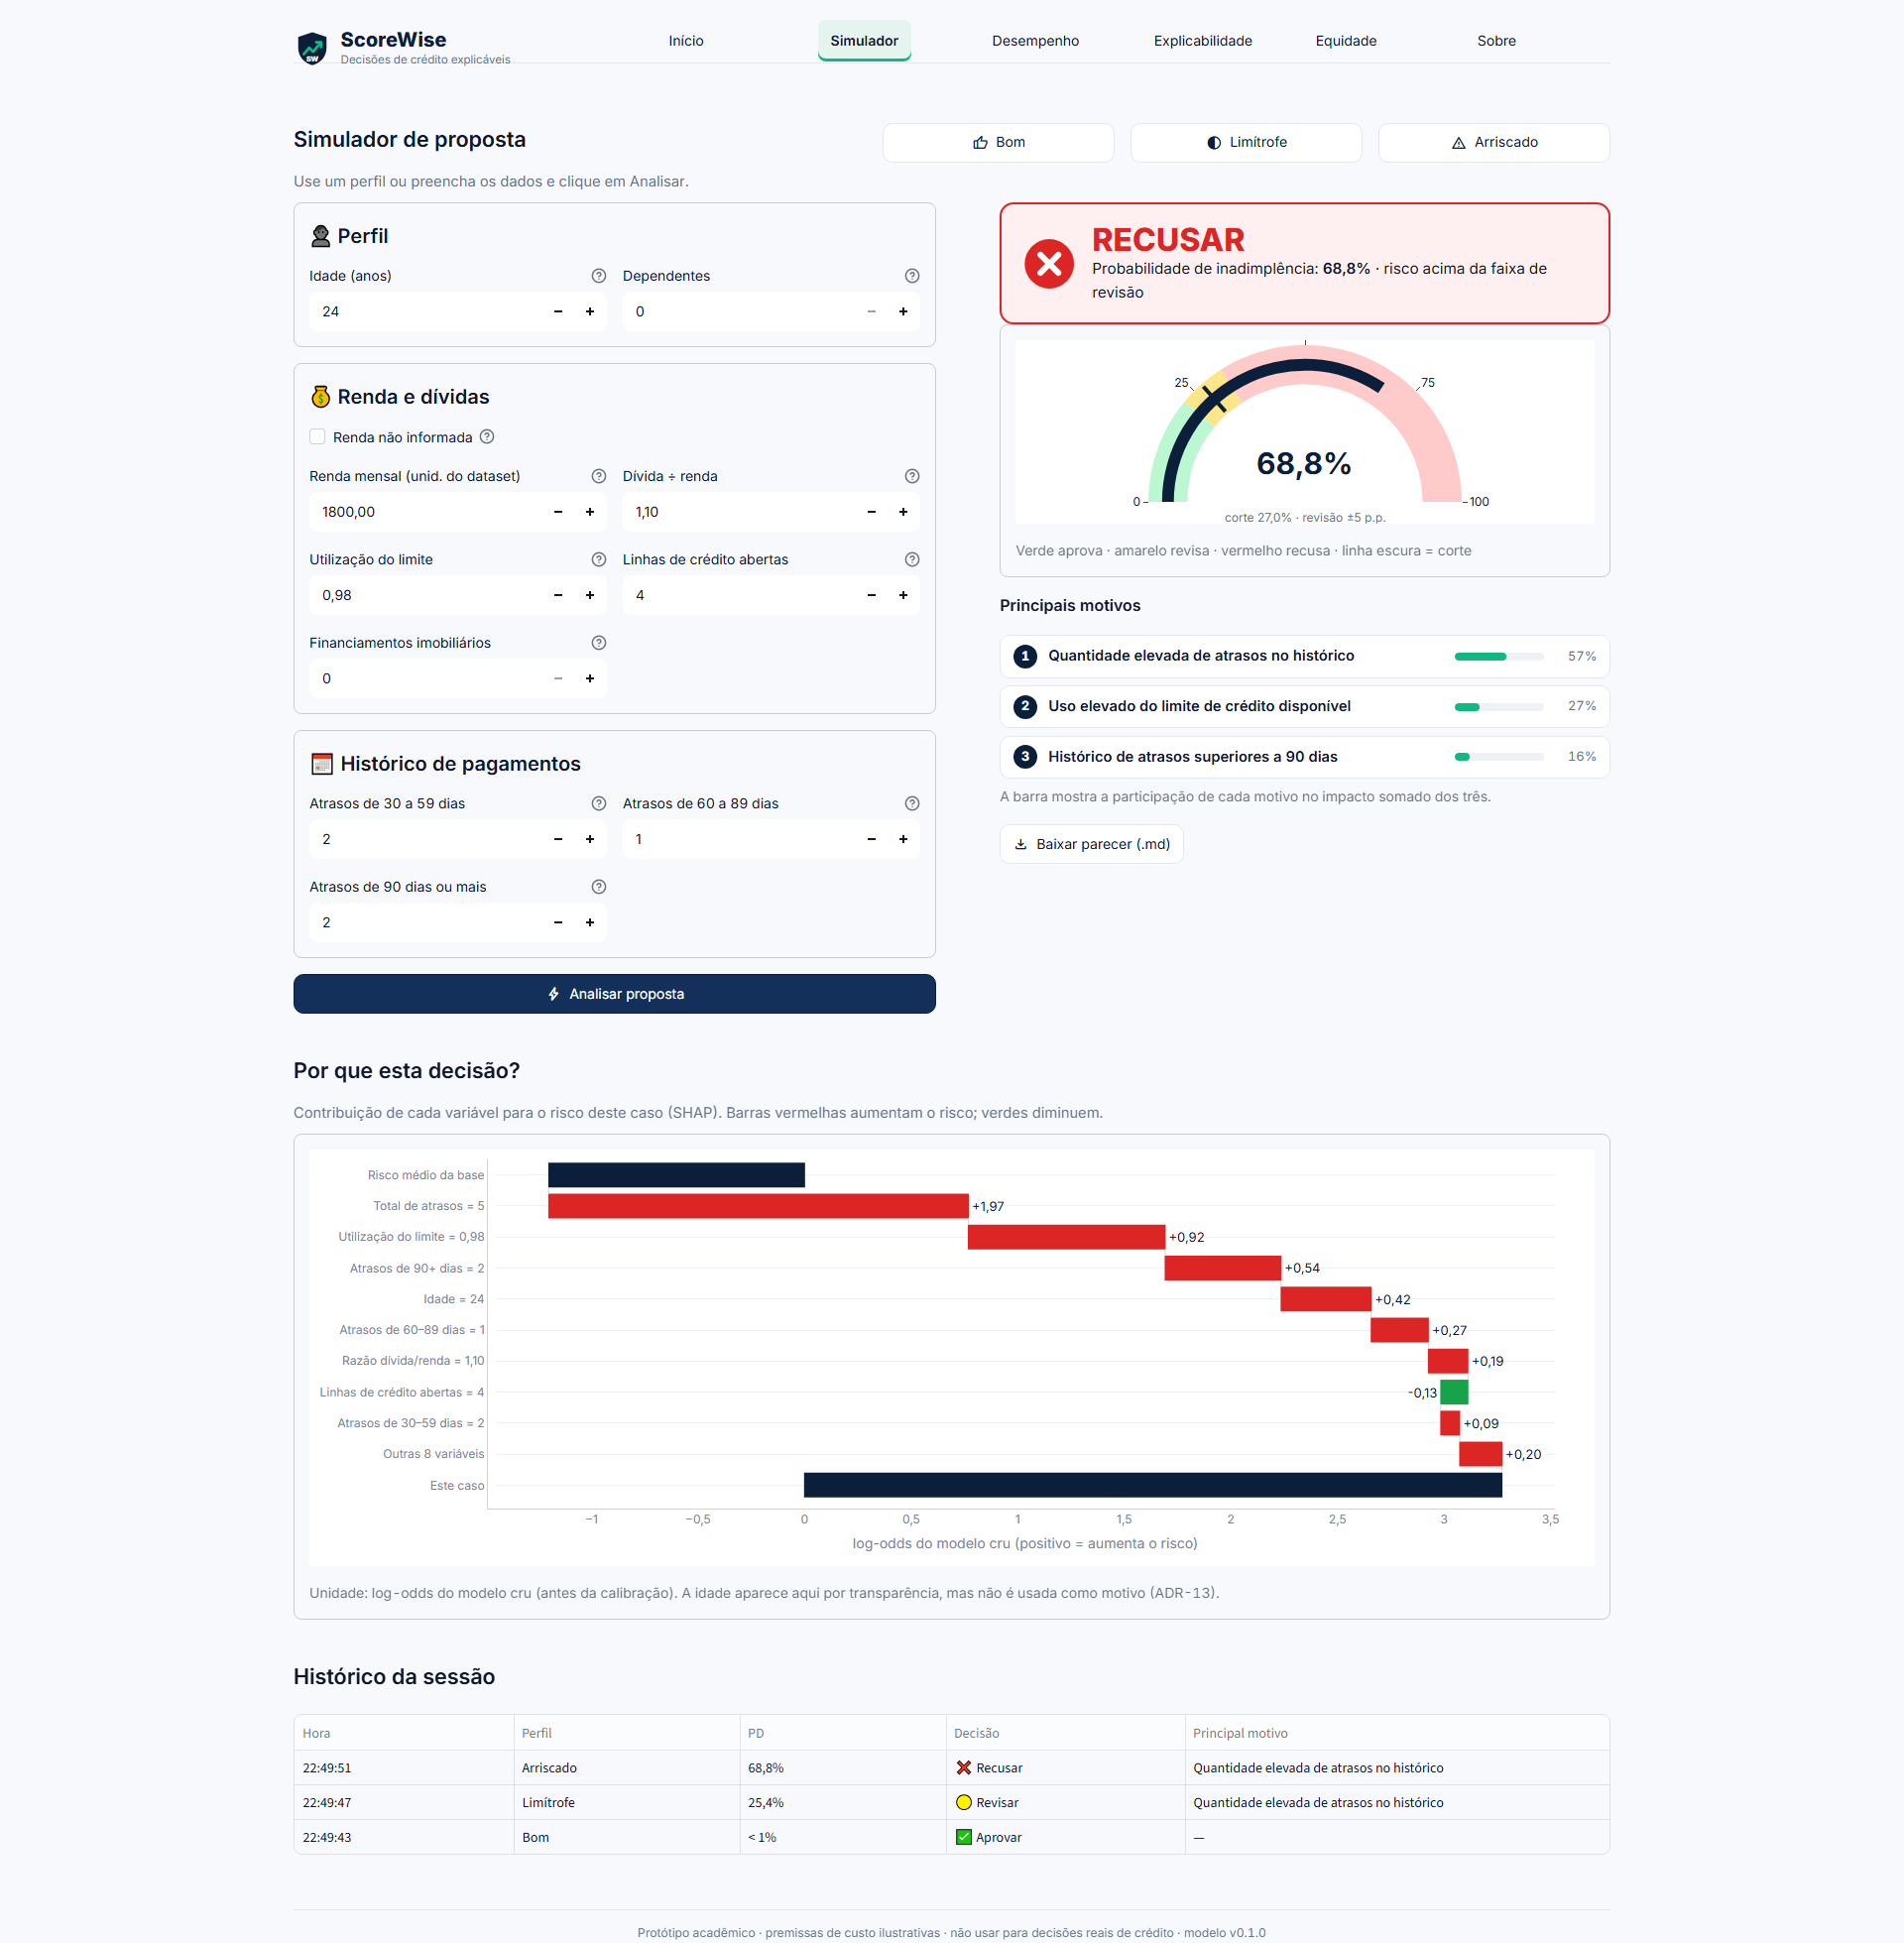 ScoreWise
Decisões de crédito explicáveis
Início
Simulador
Desempenho
Explicabilidade
Equidade
Sobre
Simulador de proposta
Bom
Limítrofe
Arriscado
Use um perfil ou preencha os dados e clique em Analisar.
Perfil
Idade (anos)
Dependentes
24
0
Renda e dívidas
Renda não informada
Renda mensal (unid. do dataset)
Dívida ÷ renda
1800,00
1,10
Utilização do limite
Linhas de crédito abertas
0,98
4
Financiamentos imobiliários
0
Histórico de pagamentos
Atrasos de 30 a 59 dias
Atrasos de 60 a 89 dias
2
1
Atrasos de 90 dias ou mais
2
Analisar proposta
RECUSAR
Probabilidade de inadimplência: 68,8% · risco acima da faixa de
revisão
0
25
75
100
68,8%
corte 27,0% · revisão ±5 p.p.
Verde aprova · amarelo revisa · vermelho recusa · linha escura = corte
Principais motivos
1 Quantidade elevada de atrasos no histórico 57%
2 Uso elevado do limite de crédito disponível 27%
3 Histórico de atrasos superiores a 90 dias 16%
A barra mostra a participação de cada motivo no impacto somado dos três.
Baixar parecer (.md)
Por que esta decisão?
Contribuição de cada variável para o risco deste caso (SHAP). Barras vermelhas aumentam o risco; verdes diminuem.
Risco médio da base
Total de atrasos = 5 +1,97
Utilização do limite = 0,98 +0,92
Atrasos de 90+ dias = 2 +0,54
Idade = 24 +0,42
Atrasos de 60–89 dias = 1 +0,27
Razão dívida/renda = 1,10 +0,19
Linhas de crédito abertas = 4 -0,13
Atrasos de 30–59 dias = 2 +0,09
Outras 8 variáveis +0,20
Este caso
−1 −0,5 0 0,5 1 1,5 2 2,5 3 3,5
log-odds do modelo cru (positivo = aumenta o risco)
Unidade: log-odds do modelo cru (antes da calibração). A idade aparece aqui por transparência, mas não é usada como motivo (ADR-13).
Histórico da sessão
Hora Perfil PD Decisão Principal motivo
22:49:51 Arriscado 68,8% Recusar Quantidade elevada de atrasos no histórico
22:49:47 Limítrofe 25,4% Revisar Quantidade elevada de atrasos no histórico
22:49:43 Bom < 1% Aprovar —
Protótipo acadêmico · premissas de custo ilustrativas · não usar para decisões reais de crédito · modelo v0.1.0